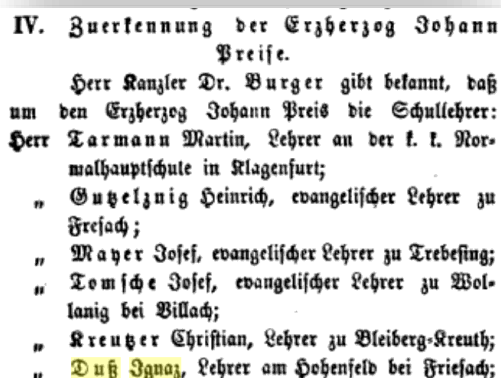 IV. Zuerkennung der Erzherzog Johann
Preise.
Herr Kanzler Dr. Burger gibt bekannt, daß
um den Erzherzog Johann Preis die Schullehrer:
Herr Tarmann Martin, Lehrer an der k. k. Nor-
malhauptschule in Klagenfurt;
„ Gutzelznig Heinrich, evangelischer Lehrer zu
Fresach;
„ Mayer Josef, evangelischer Lehrer zu Trebesing;
„ Tomsche Josef, evangelischer Lehrer zu Wol-
lanig bei Villach;
„ Kreutzer Christian, Lehrer zu Bleiberg-Kreuth;
„ Duß Ignaz, Lehrer am Hohenfeld bei Friesach;